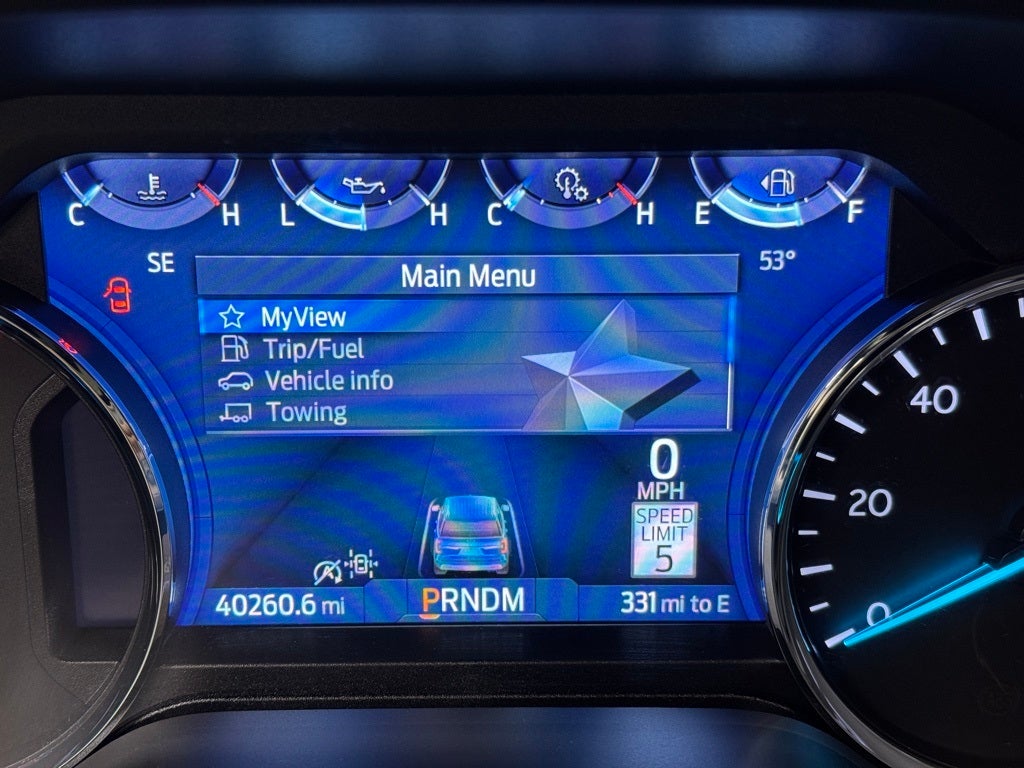 C H L H C H E F
SE 53°
Main Menu
MyView
Trip/Fuel
Vehicle info
Towing
0
MPH
SPEED
LIMIT
5
40260.6 mi PRNDM 331 mi to E
40
20
0